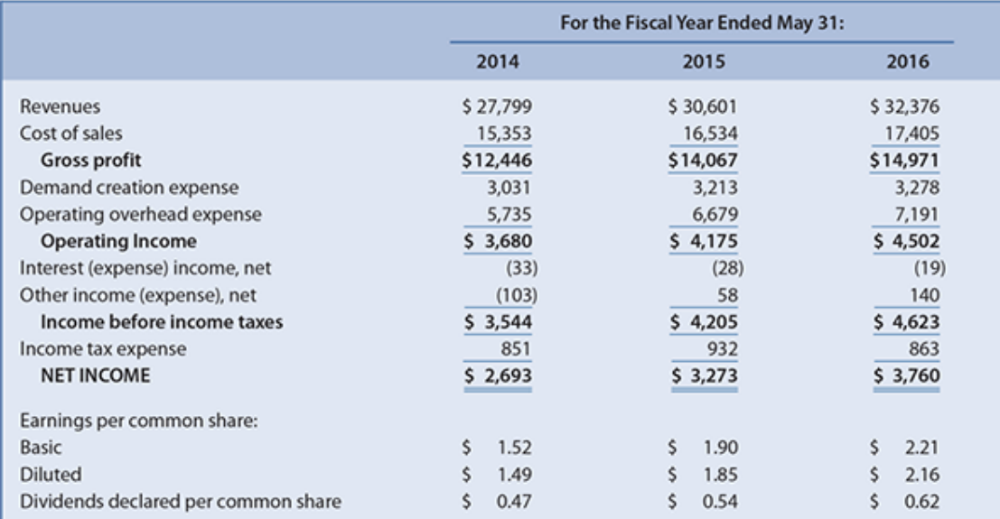 For the Fiscal Year Ended May 31:
2014 2015 2016
Revenues $ 27,799 $ 30,601 $ 32,376
Cost of sales 15,353 16,534 17,405
Gross profit $12,446 $14,067 $14,971
Demand creation expense 3,031 3,213 3,278
Operating overhead expense 5,735 6,679 7,191
Operating Income $ 3,680 $ 4,175 $ 4,502
Interest (expense) income, net (33) (28) (19)
Other income (expense), net (103) 58 140
Income before income taxes $ 3,544 $ 4,205 $ 4,623
Income tax expense 851 932 863
NET INCOME $ 2,693 $ 3,273 $ 3,760
Earnings per common share:
Basic $ 1.52 $ 1.90 $ 2.21
Diluted $ 1.49 $ 1.85 $ 2.16
Dividends declared per common share $ 0.47 $ 0.54 $ 0.62